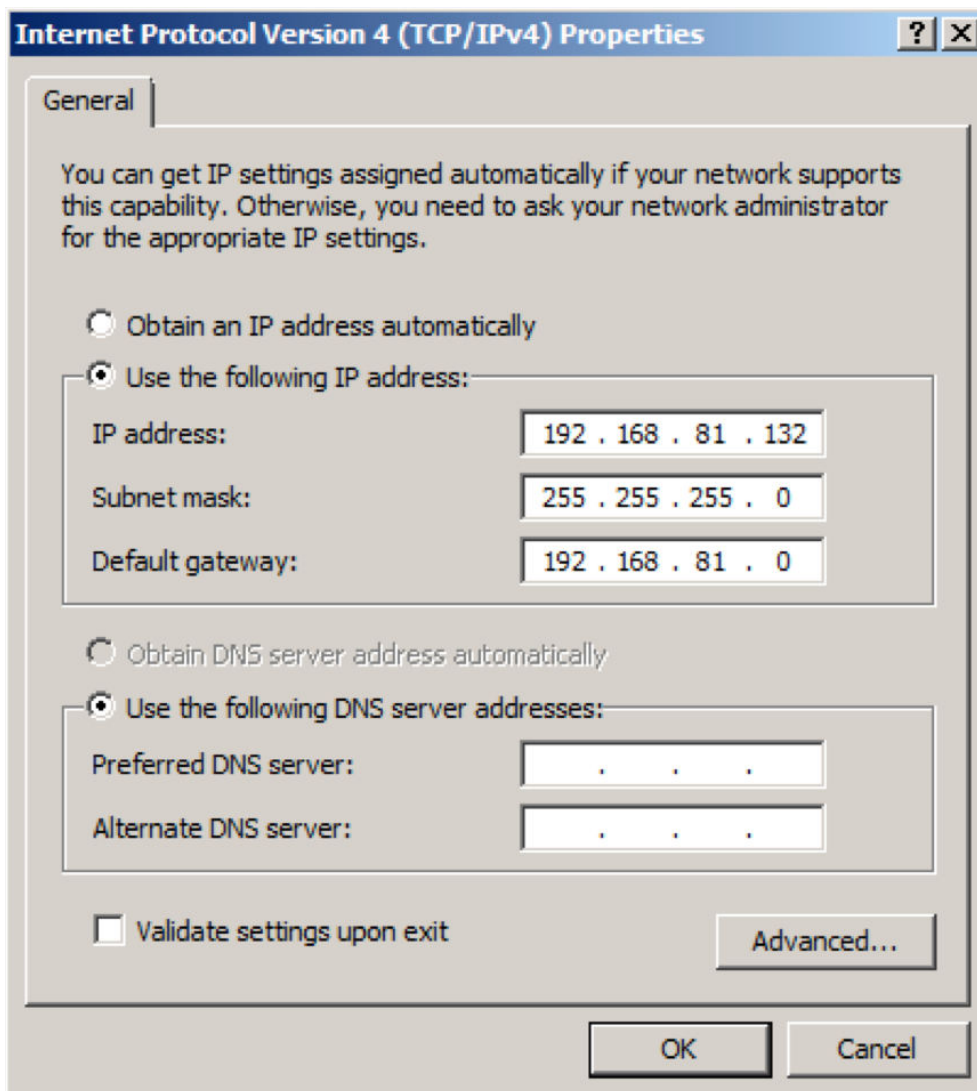 Internet Protocol Version 4 (TCP/IPv4) Properties
General
You can get IP settings assigned automatically if your network supports
this capability. Otherwise, you need to ask your network administrator
for the appropriate IP settings.
Obtain an IP address automatically
Use the following IP address:
IP address: 192 . 168 . 81 . 132
Subnet mask: 255 . 255 . 255 . 0
Default gateway: 192 . 168 . 81 . 0
Obtain DNS server address automatically
Use the following DNS server addresses:
Preferred DNS server: . . .
Alternate DNS server: . . .
Validate settings upon exit
Advanced...
OK Cancel